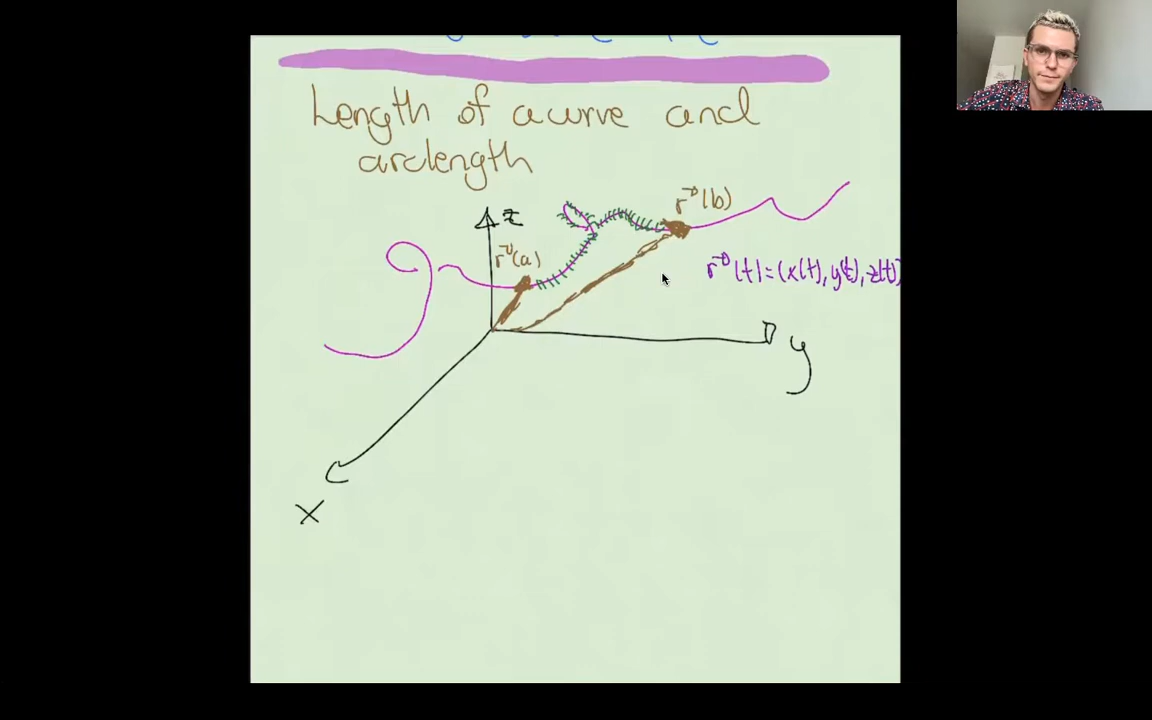 Length of a curve and
arclength
z
r⃗(b)
r⃗(a)
r⃗(t)=(x(t), y(t), z(t)
y
x